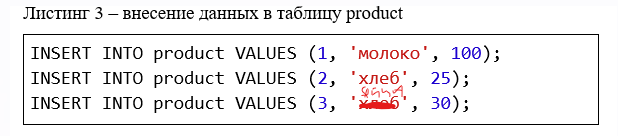 Листинг 3 – внесение данных в таблицу product
INSERT INTO product VALUES (1, 'молоко', 100);
INSERT INTO product VALUES (2, 'хлеб', 25);
яйца
INSERT INTO product VALUES (3, 'хлеб', 30);